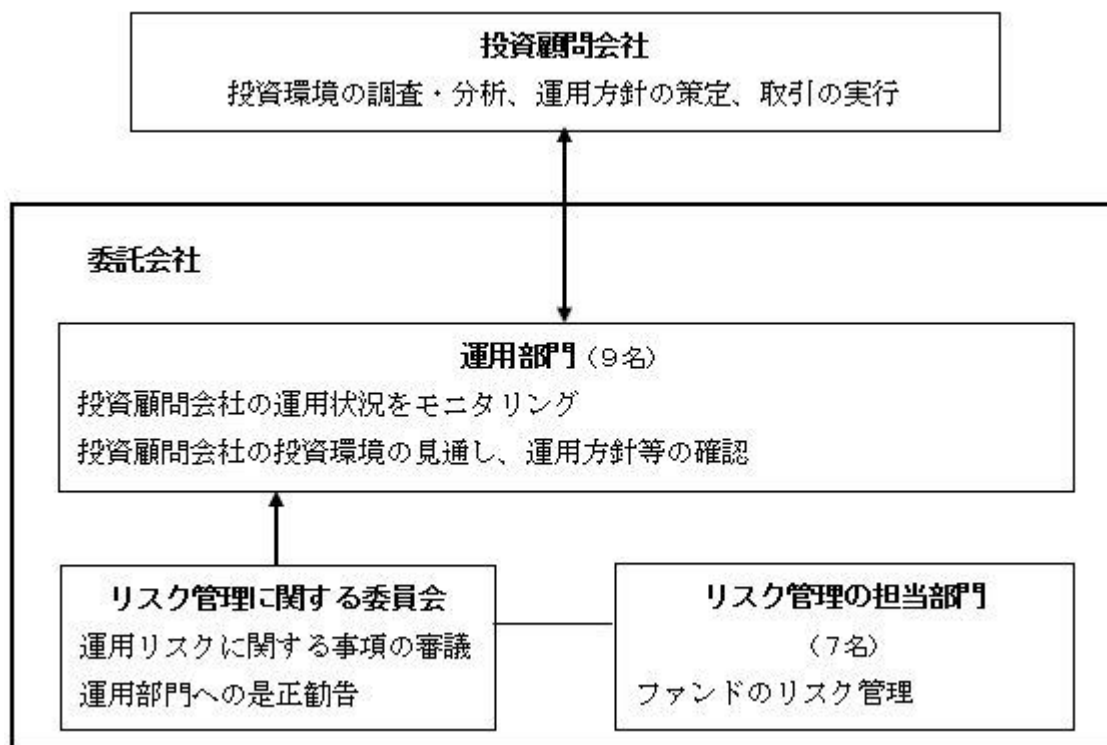 投資顧問会社
投資環境の調査・分析、運用方針の策定、取引の実行
委託会社
運用部門（９名）
投資顧問会社の運用状況をモニタリング
投資顧問会社の投資環境の見通し、運用方針等の確認
リスク管理に関する委員会
運用リスクに関する事項の審議
運用部門への是正勧告
リスク管理の担当部門
（７名）
ファンドのリスク管理